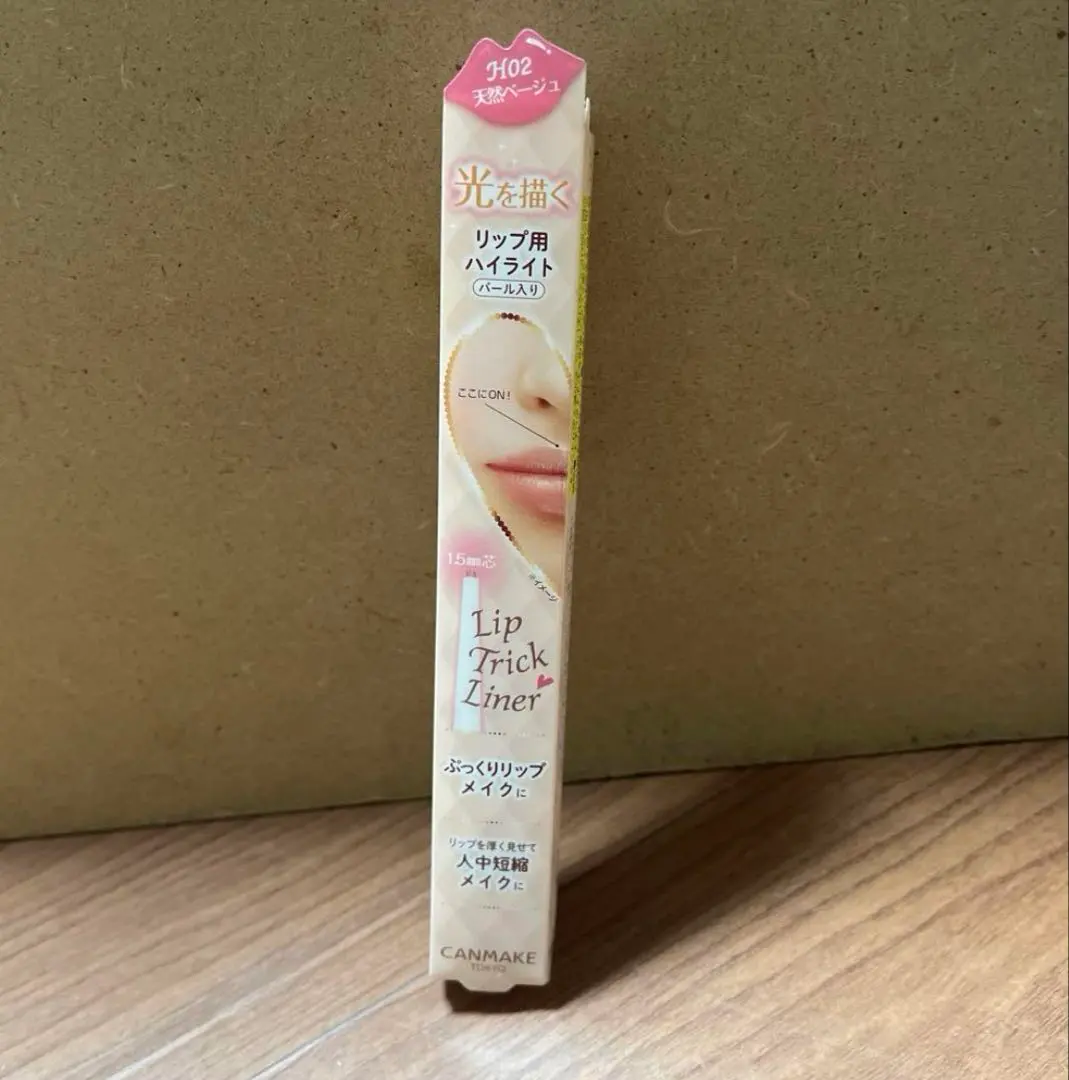 H02
天然ベージュ
光を描く
リップ用
ハイライト
パール入り
ここにON!
1.5mm芯
※イメージ
Lip
Trick
Liner
ぷっくりリップ
メイクに
リップを厚く見せて
人中短縮
メイクに
CANMAKE
TOKYO